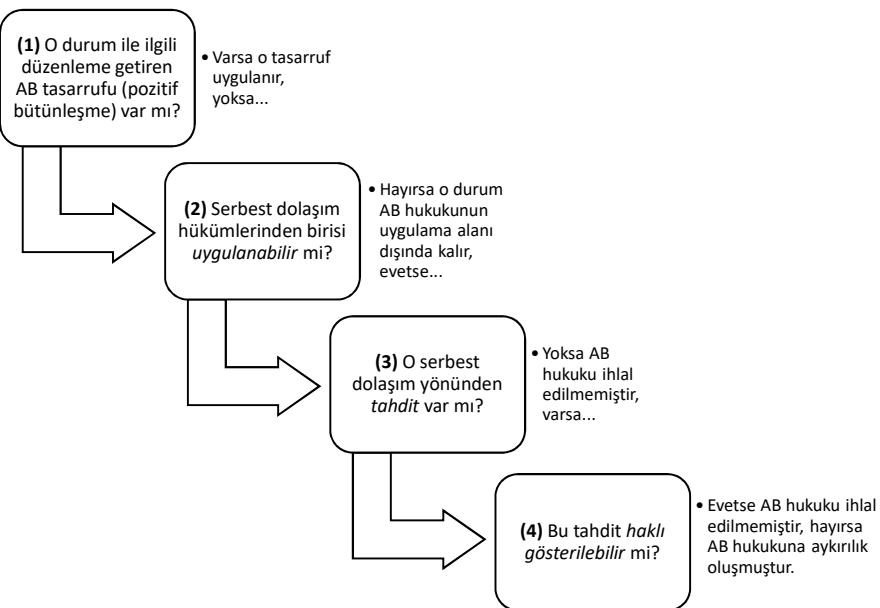 (1) O durum ile ilgili
düzenleme getiren
AB tasarrufu (pozitif
bütünleşme) var mı?
• Varsa o tasarruf
uygulanır,
yoksa...
(2) Serbest dolaşım
hükümlerinden birisi
uygulanabilir mi?
• Hayırsa o durum
AB hukukunun
uygulama alanı
dışında kalır,
evetse...
(3) O serbest
dolaşım yönünden
tahdit var mı?
• Yoksa AB
hukuku ihlal
edilmemiştir,
varsa...
(4) Bu tahdit haklı
gösterilebilir mi?
• Evetse AB hukuku ihlal
edilmemiştir, hayırsa
AB hukukuna aykırılık
oluşmuştur.